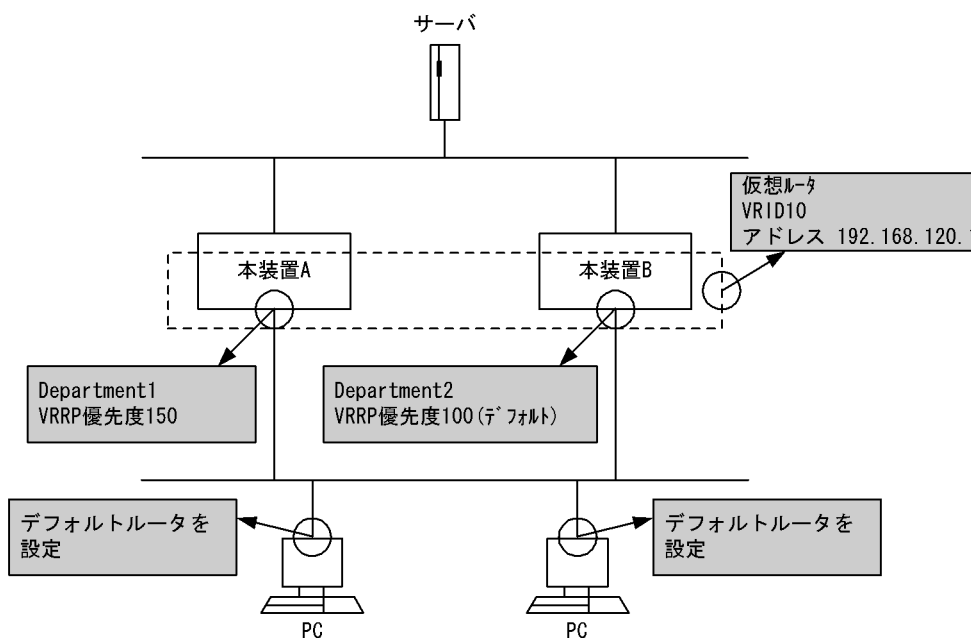 サーバ
仮想ﾙｰﾀ
VRID10
アドレス 192.168.120.
本装置A
本装置B
Department1
VRRP優先度150
Department2
VRRP優先度100(ﾃﾞﾌｫﾙﾄ)
デフォルトルータを
設定
デフォルトルータを
設定
PC
PC